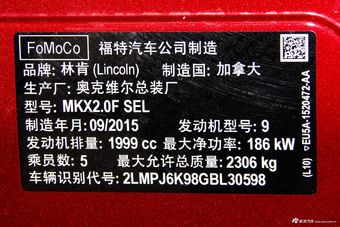 FoMoCo 福特汽车公司制造
品牌：林肯 (Lincoln) 制造国：加拿大
生产厂：奥克维尔总装厂
型号：MKX2.0F SEL
制造年月：09/2015 发动机型号：9
发动机排量：1999 cc 最大净功率：186 kW
乘员数：5 最大允许总质量：2306 kg
车辆识别代号：2LMPJ6K98GBL30598
(L10) ▽EU5A-1520472-AA